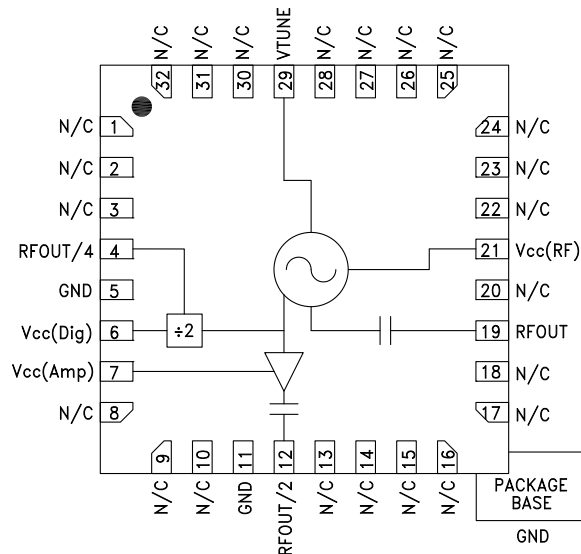 N/C N/C N/C VTUNE N/C N/C N/C N/C
32 31 30 29 28 27 26 25
N/C 1
N/C 2
N/C 3
RFOUT/4 4
GND 5
Vcc(Dig) 6
Vcc(Amp) 7
N/C 8
÷2
24 N/C
23 N/C
22 N/C
21 Vcc(RF)
20 N/C
19 RFOUT
18 N/C
17 N/C
9 10 11 12 13 14 15 16
N/C N/C GND RFOUT/2 N/C N/C N/C N/C
PACKAGE
BASE
GND